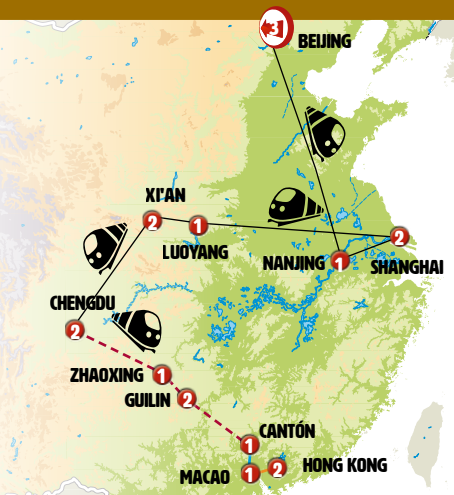 3
BEIJING
XI'AN
2
1
LUOYANG
2
NANJING
1
SHANGHAI
CHENGDU
2
ZHAOXING
1
GUILIN
2
CANTÓN
1
MACAO
1
2
HONG KONG